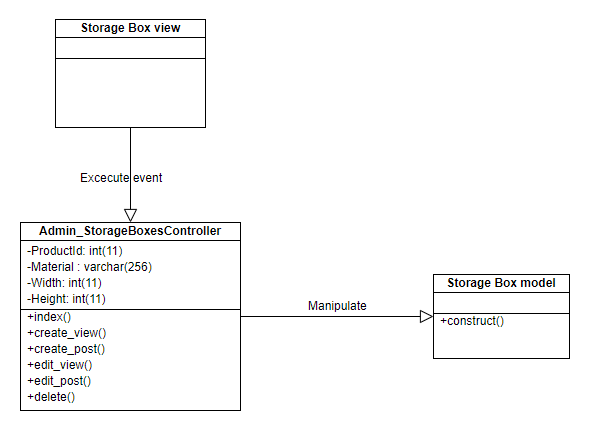 Storage Box view
Excecute event
Admin_StorageBoxesController
-ProductId: int(11)
-Material : varchar(256)
-Width: int(11)
-Height: int(11)
+index()
+create_view()
+create_post()
+edit_view()
+edit_post()
+delete()
Manipulate
Storage Box model
+construct()